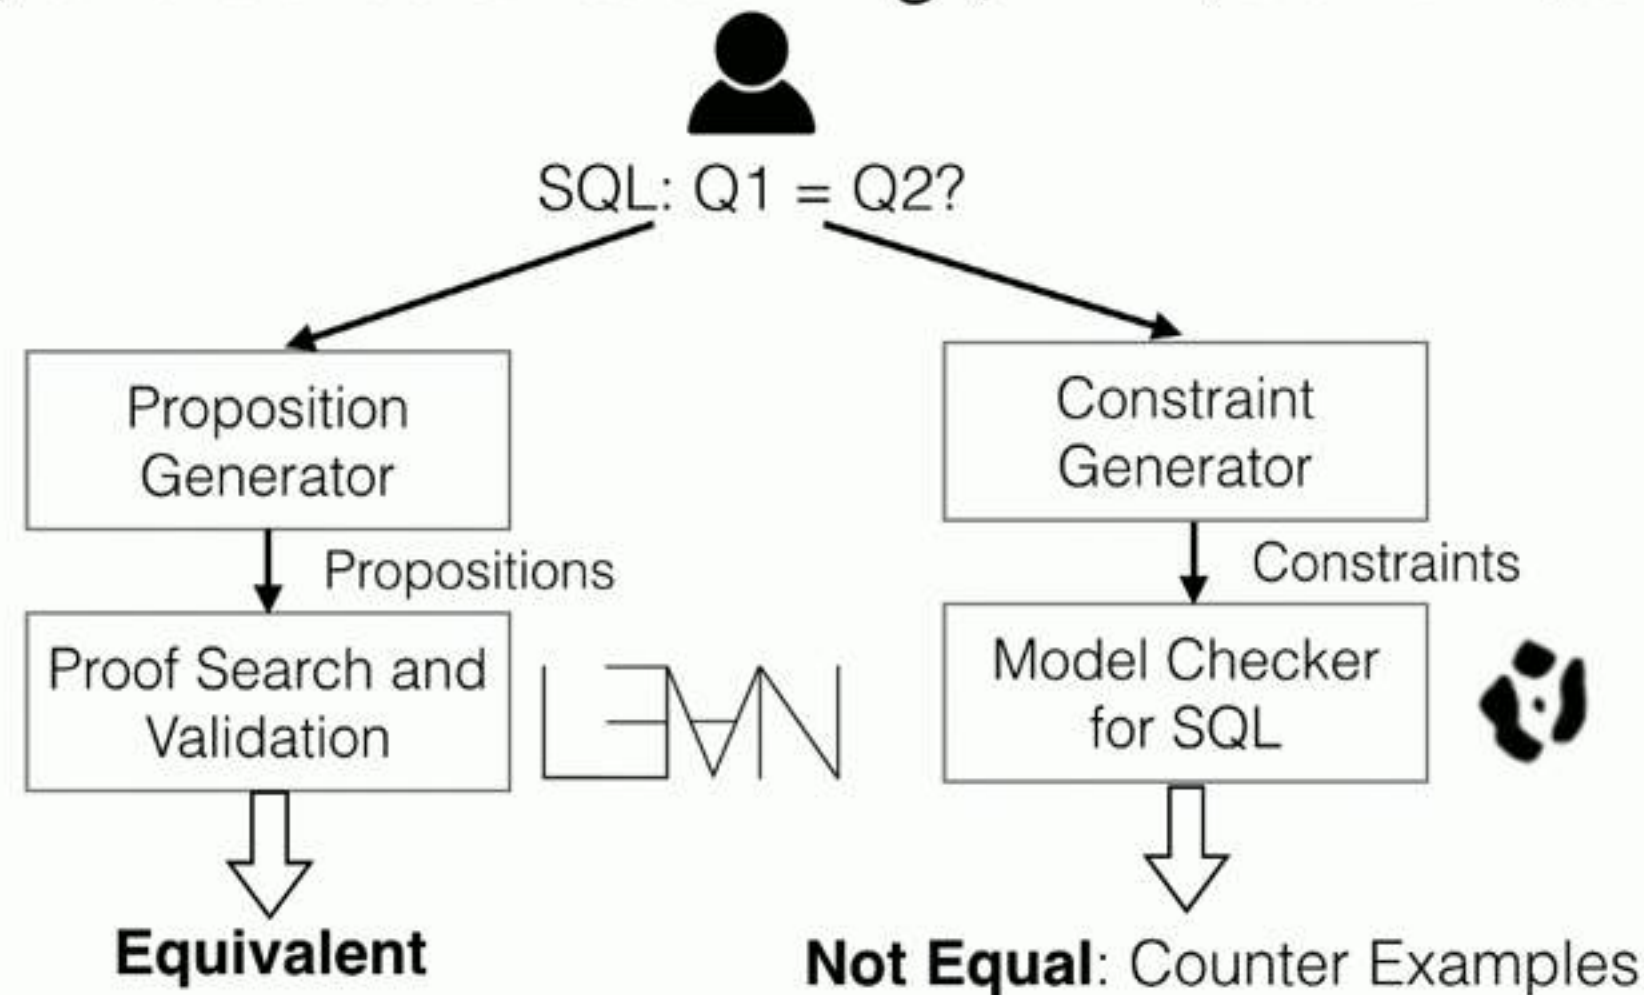 SQL: Q1 = Q2?
Proposition
Generator
Constraint
Generator
Propositions
Constraints
Proof Search and
Validation
LEAN
Model Checker
for SQL
Equivalent
Not Equal: Counter Examples